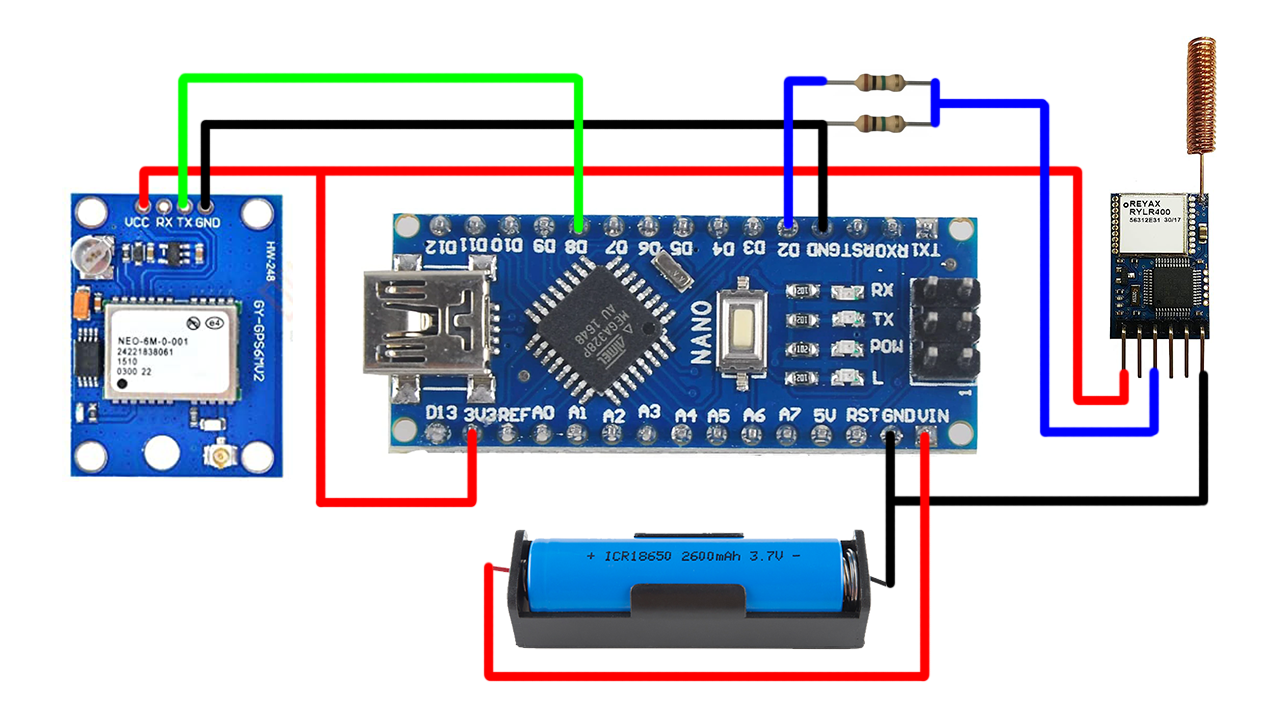 VCC RX TX GND
HW-248
GY-GPS6MV2
NEO-6M-0-001
24221838061
1510
0300 22
e4
D12 D11 D10 D9 D8 D7 D6 D5 D4 D3 D2 GND RST RX0 TX1
MEGA328P
AU 1648
NANO
RX
TX
POW
L
1
D13 3V3 REF A0 A1 A2 A3 A4 A5 A6 A7 5V RST GND VIN
REYAX
RYLR400
56312E31 30/17
+ ICR18650 2600mAh 3.7V -